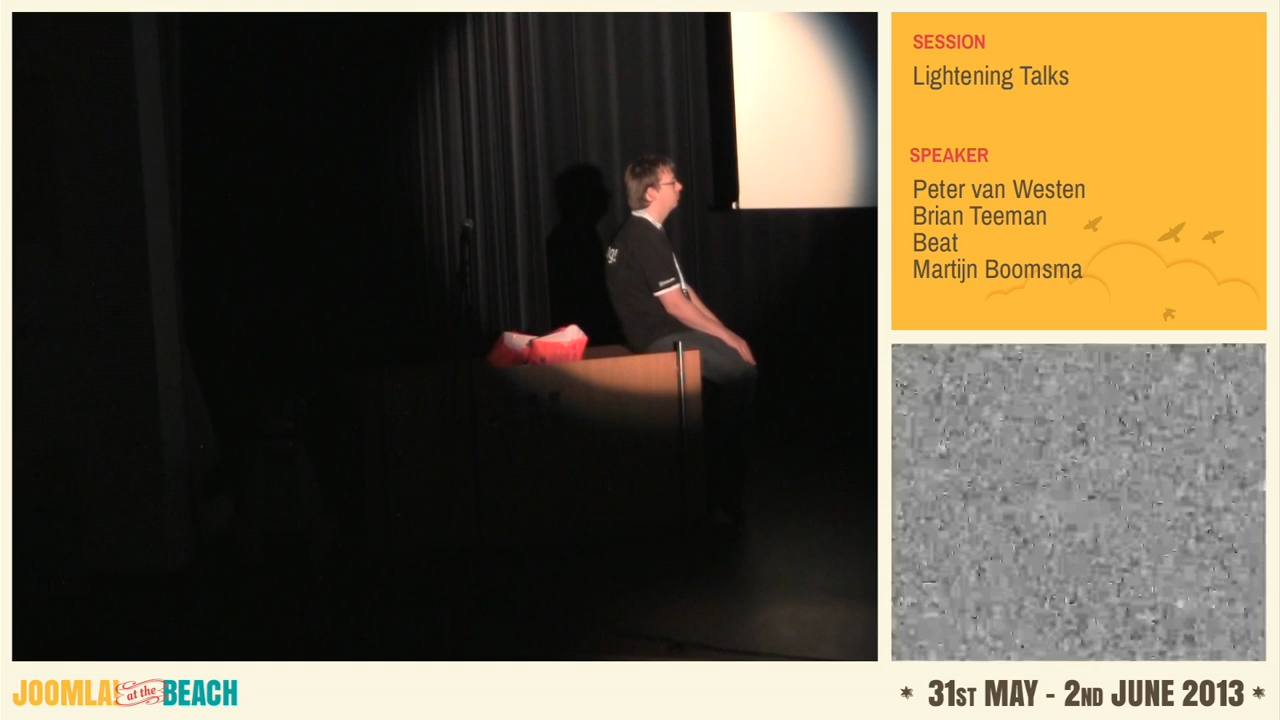 SESSION
Lightening Talks
SPEAKER
Peter van Westen
Brian Teeman
Beat
Martijn Boomsma
JOOMLA! at the BEACH
* 31ST MAY - 2ND JUNE 2013 *